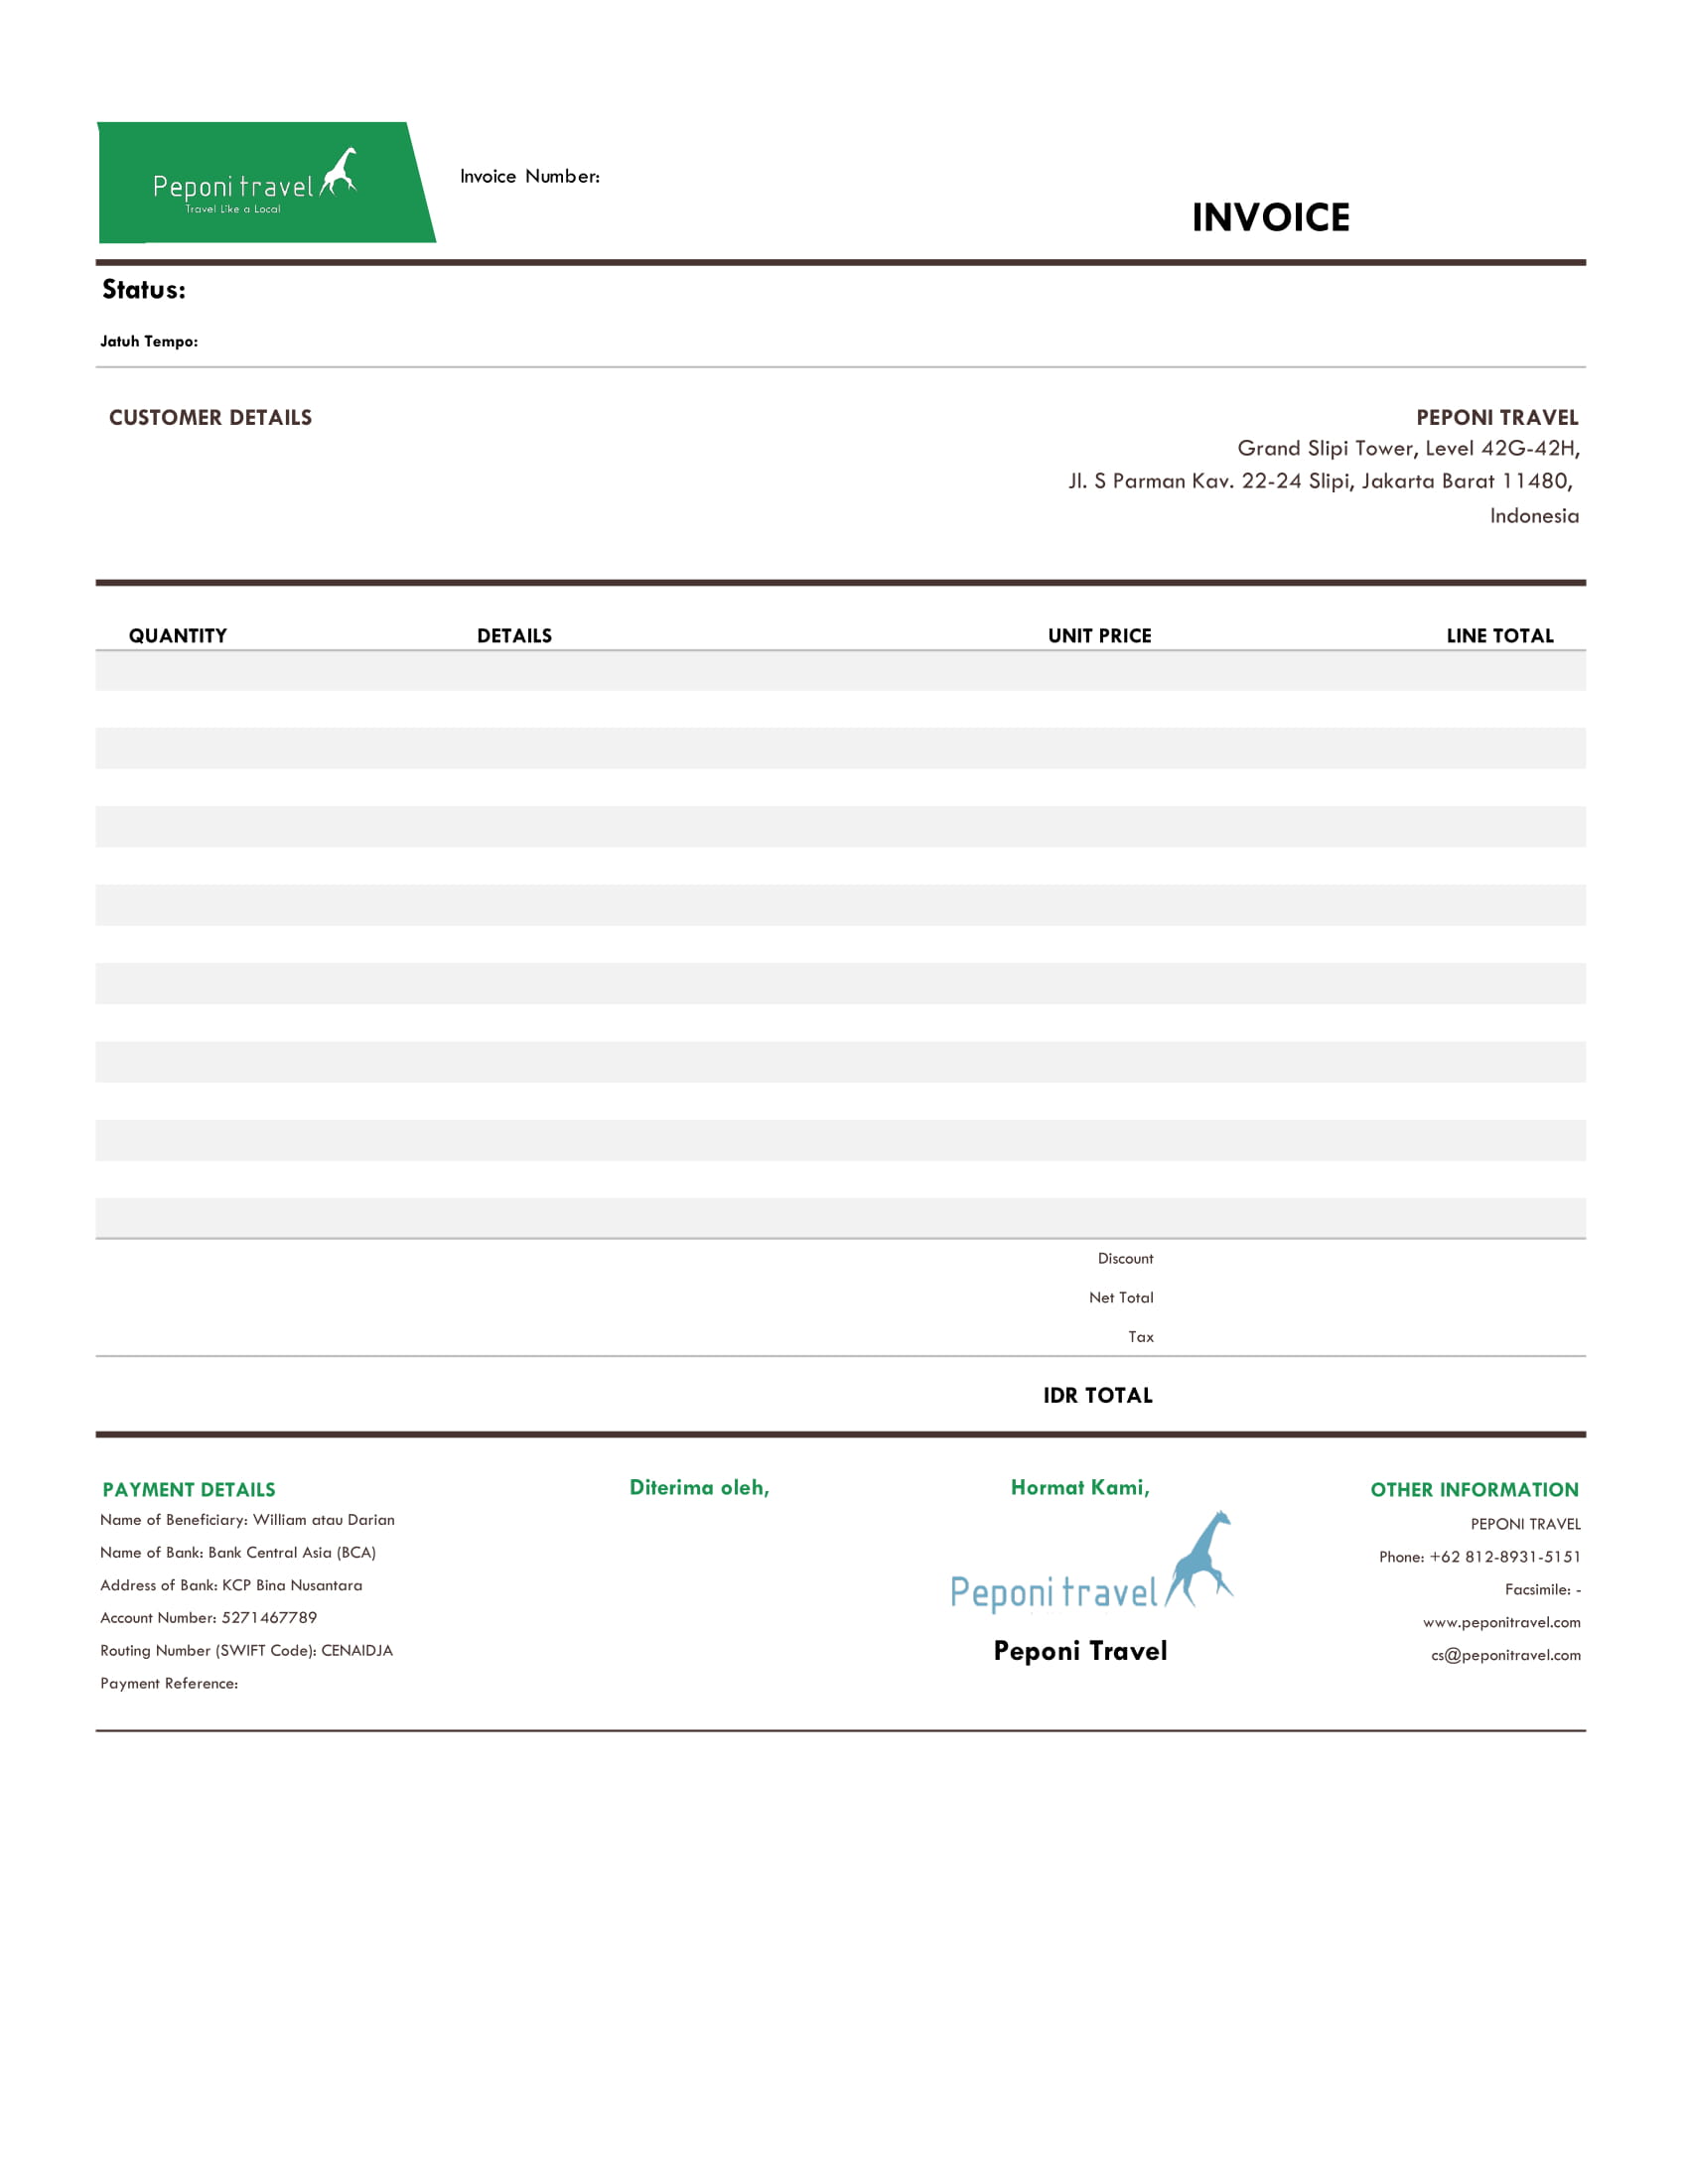 Peponi travel
Travel Like a Local
Invoice Number:
INVOICE
Status:
Jatuh Tempo:
CUSTOMER DETAILS
PEPONI TRAVEL
Grand Slipi Tower, Level 42G-42H,
Jl. S Parman Kav. 22-24 Slipi, Jakarta Barat 11480,
Indonesia
QUANTITY DETAILS UNIT PRICE LINE TOTAL
Discount
Net Total
Tax
IDR TOTAL
PAYMENT DETAILS
Name of Beneficiary: William atau Darian
Name of Bank: Bank Central Asia (BCA)
Address of Bank: KCP Bina Nusantara
Account Number: 5271467789
Routing Number (SWIFT Code): CENAIDJA
Payment Reference:
Diterima oleh,
Hormat Kami,
Peponi travel
Peponi Travel
OTHER INFORMATION
PEPONI TRAVEL
Phone: +62 812-8931-5151
Facsimile: -
www.peponitravel.com
cs@peponitravel.com